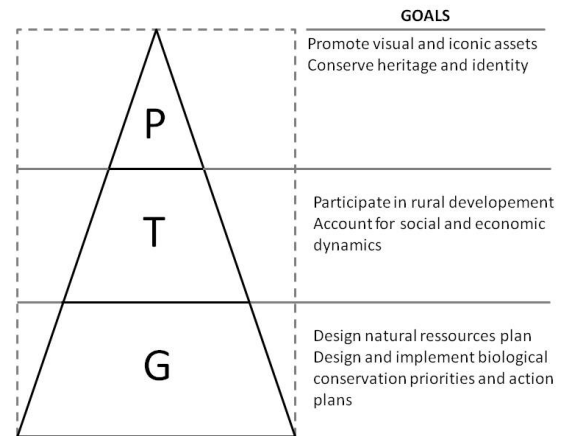 GOALS
Promote visual and iconic assets
Conserve heritage and identity
P
Participate in rural developement
Account for social and economic
dynamics
T
Design natural ressources plan
Design and implement biological
conservation priorities and action
plans
G